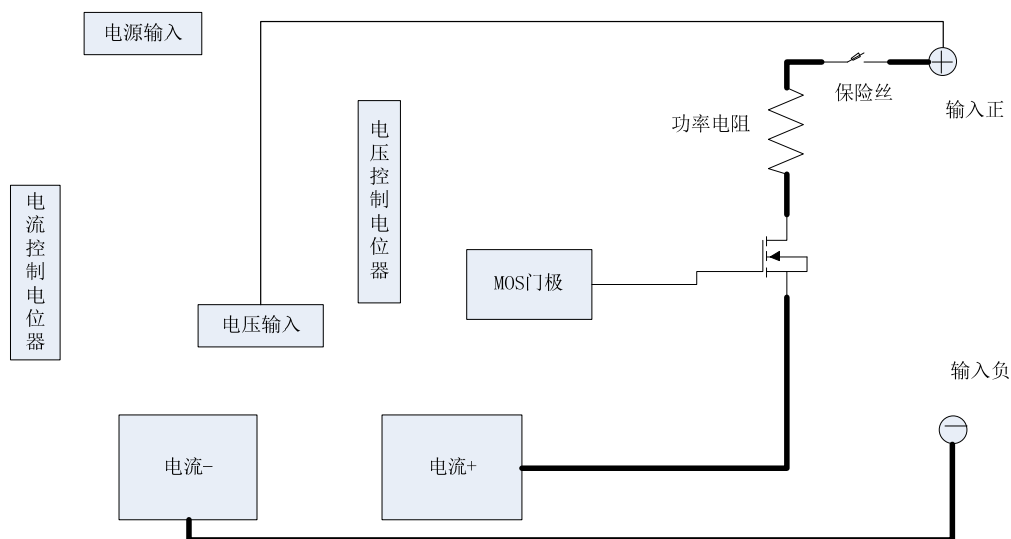 电源输入
保险丝
输入正
功率电阻
电压控制电位器
电流控制电位器
MOS门极
电压输入
输入负
电流-
电流+